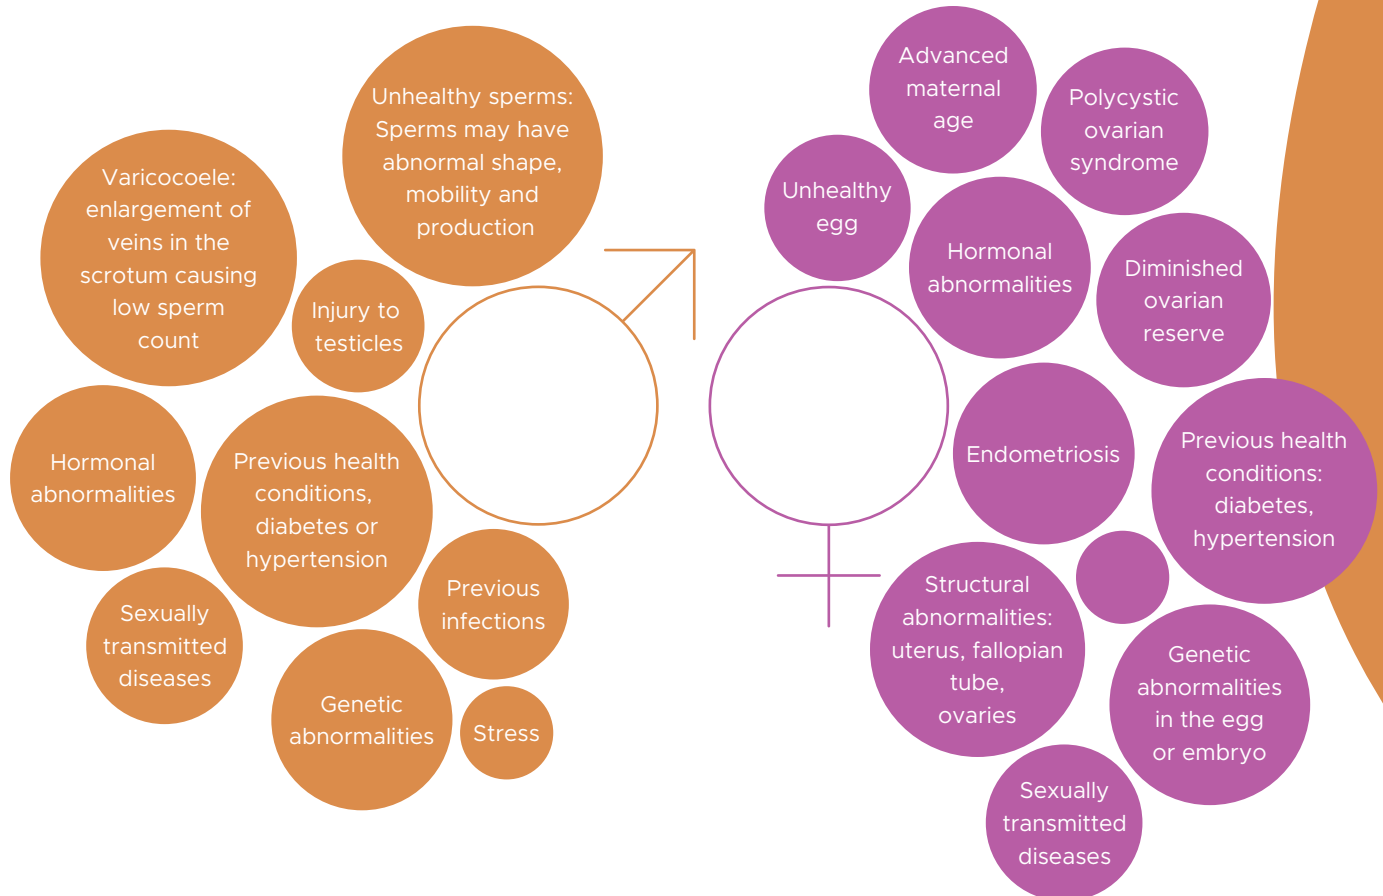 Unhealthy sperms:
Sperms may have
abnormal shape,
mobility and
production
Varicocoele:
enlargement of
veins in the
scrotum causing
low sperm
count
Injury to
testicles
Hormonal
abnormalities
Previous health
conditions,
diabetes or
hypertension
Previous
infections
Sexually
transmitted
diseases
Genetic
abnormalities
Stress
Advanced
maternal
age
Polycystic
ovarian
syndrome
Unhealthy
egg
Hormonal
abnormalities
Diminished
ovarian
reserve
Endometriosis
Previous health
conditions:
diabetes,
hypertension
Structural
abnormalities:
uterus, fallopian
tube,
ovaries
Genetic
abnormalities
in the egg
or embryo
Sexually
transmitted
diseases